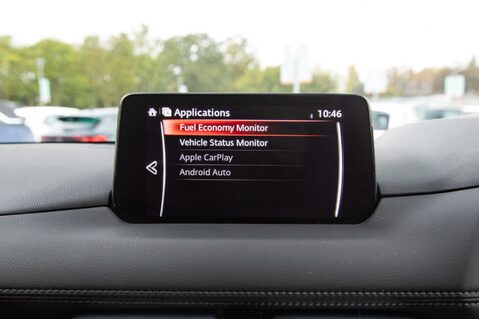 Applications 10:46
Fuel Economy Monitor
Vehicle Status Monitor
Apple CarPlay
Android Auto